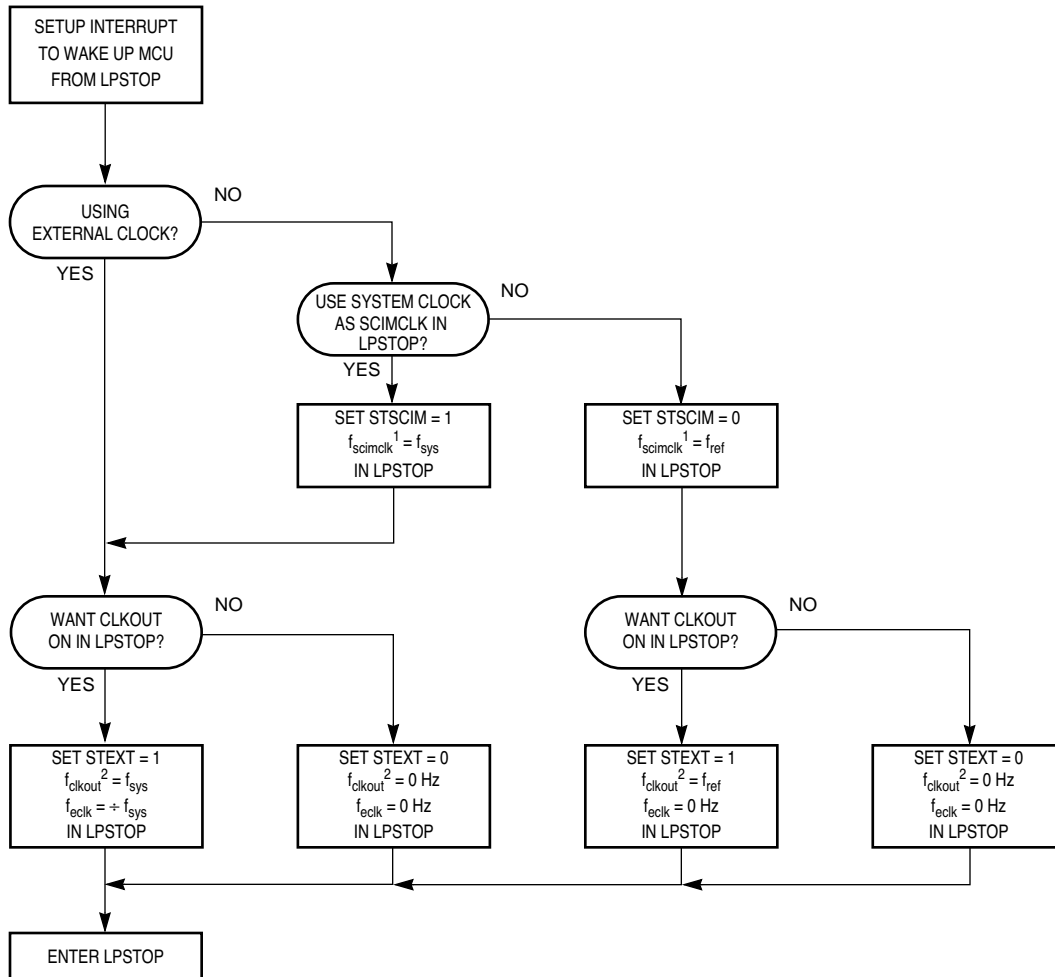 SETUP INTERRUPT
TO WAKE UP MCU
FROM LPSTOP
USING
EXTERNAL CLOCK?
NO
YES
USE SYSTEM CLOCK
AS SCIMCLK IN
LPSTOP?
NO
YES
SET STSCIM = 1
fscimclk1 = fsys
IN LPSTOP
SET STSCIM = 0
fscimclk1 = fref
IN LPSTOP
WANT CLKOUT
ON IN LPSTOP?
NO
YES
WANT CLKOUT
ON IN LPSTOP?
NO
YES
SET STEXT = 1
fclkout2 = fsys
feclk = ÷ fsys
IN LPSTOP
SET STEXT = 0
fclkout2 = 0 Hz
feclk = 0 Hz
IN LPSTOP
SET STEXT = 1
fclkout2 = fref
feclk = 0 Hz
IN LPSTOP
SET STEXT = 0
fclkout2 = 0 Hz
feclk = 0 Hz
IN LPSTOP
ENTER LPSTOP